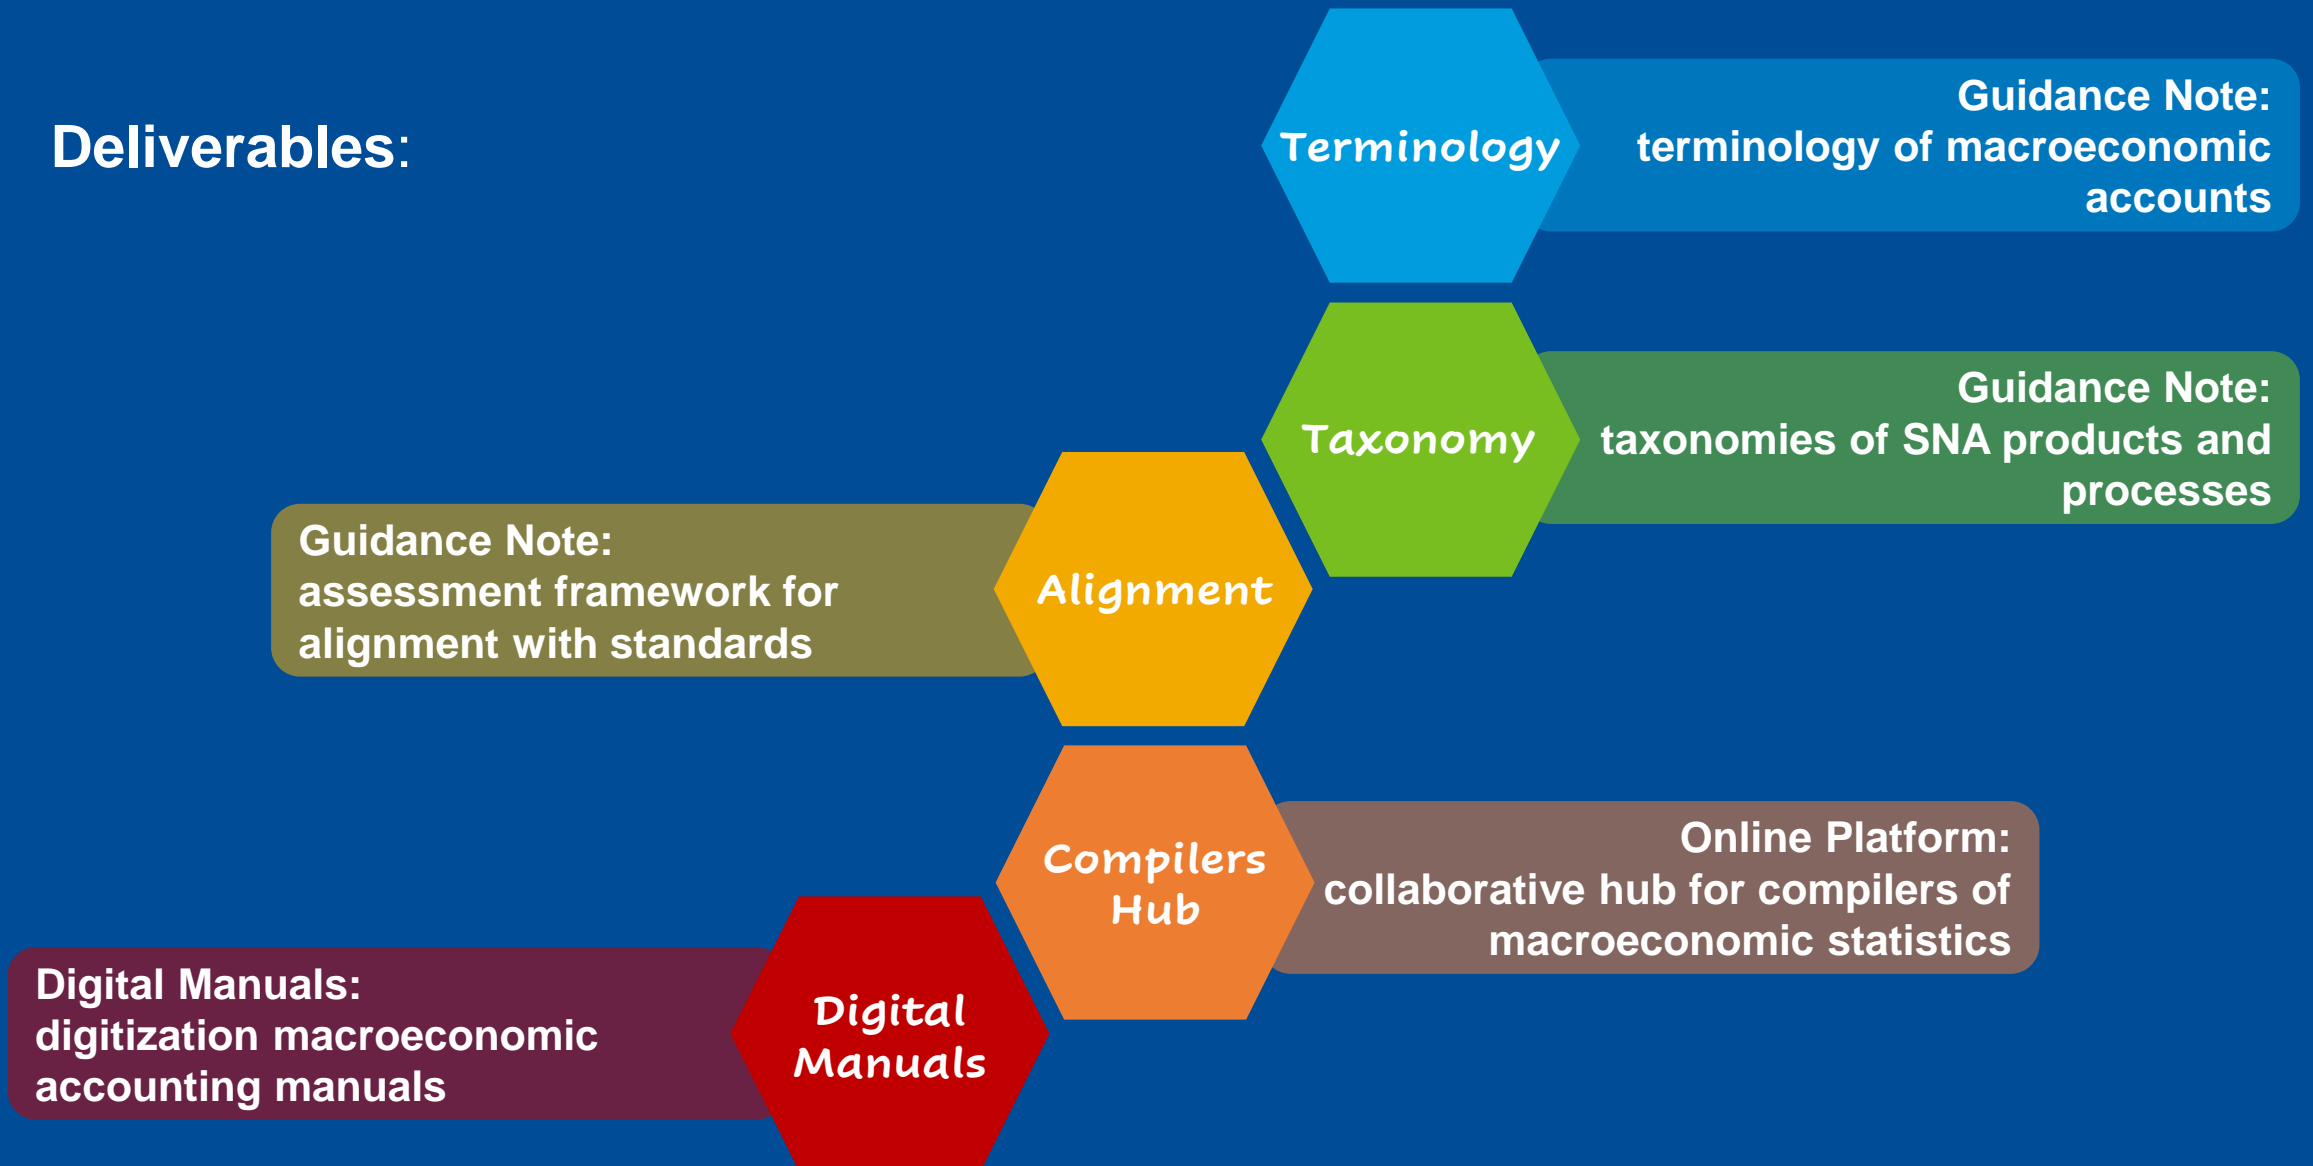 Deliverables:
Terminology
Guidance Note:
terminology of macroeconomic
accounts
Taxonomy
Guidance Note:
taxonomies of SNA products and
processes
Guidance Note:
assessment framework for
alignment with standards
Alignment
Compilers
Hub
Online Platform:
collaborative hub for compilers of
macroeconomic statistics
Digital Manuals:
digitization macroeconomic
accounting manuals
Digital
Manuals